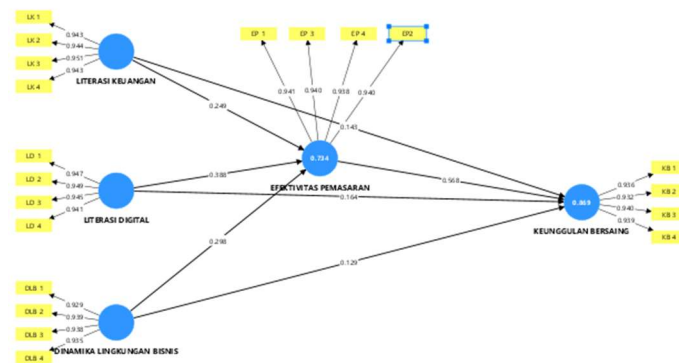 LK 1
LK 2
LK 3
LK 4
0.943
0.944
0.951
0.943
LITERASI KEUANGAN
EP 1
EP 3
EP 4
EP2
0.941
0.940
0.938
0.940
0.249
0.143
LD 1
LD 2
LD 3
LD 4
0.947
0.949
0.945
0.941
LITERASI DIGITAL
0.388
0.734
EFEKTIVITAS PEMASARAN
0.568
0.164
KB 1
KB 2
KB 3
KB 4
0.936
0.932
0.940
0.939
0.869
KEUNGGULAN BERSAING
0.298
0.129
DLB 1
DLB 2
DLB 3
DLB 4
0.929
0.939
0.938
0.935
DINAMIKA LINGKUNGAN BISNIS